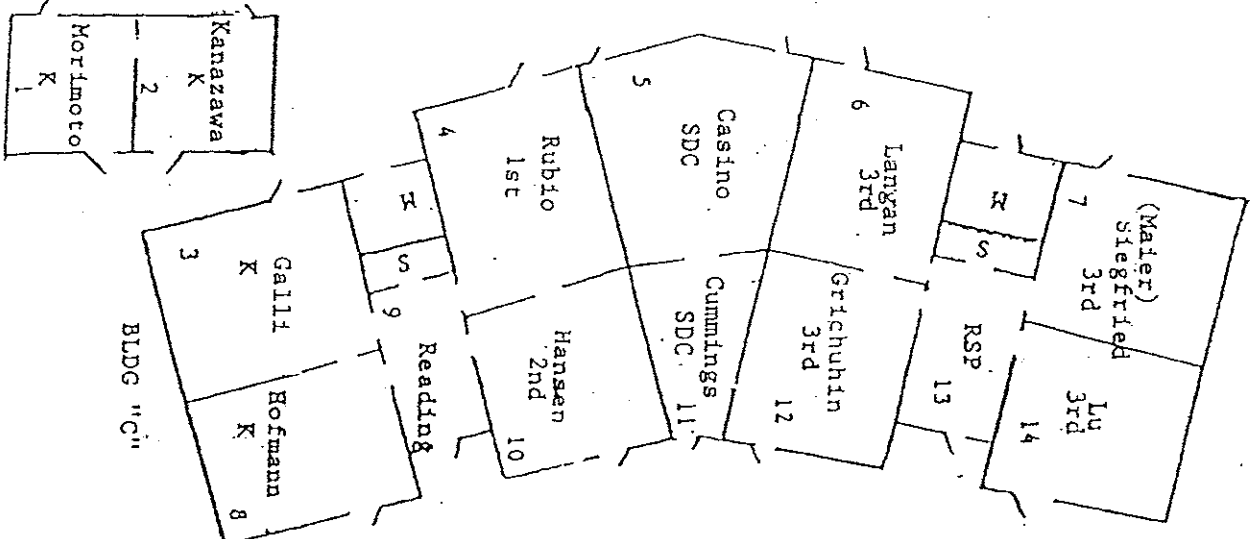 Kanazawa
K
2
Morimoto
K
1
3
Galli
K
Hofmann
K
8
BLDG "C"
W
S
9
Reading
4
Rubio
1st
Hansen
2nd
10
5
Casino
SDC
Cummings
SDC
11
6
Langan
3rd
Grichuhin
3rd
12
W
S
RSP
13
7
(Maier)
Siegfried
3rd
Lu
3rd
14